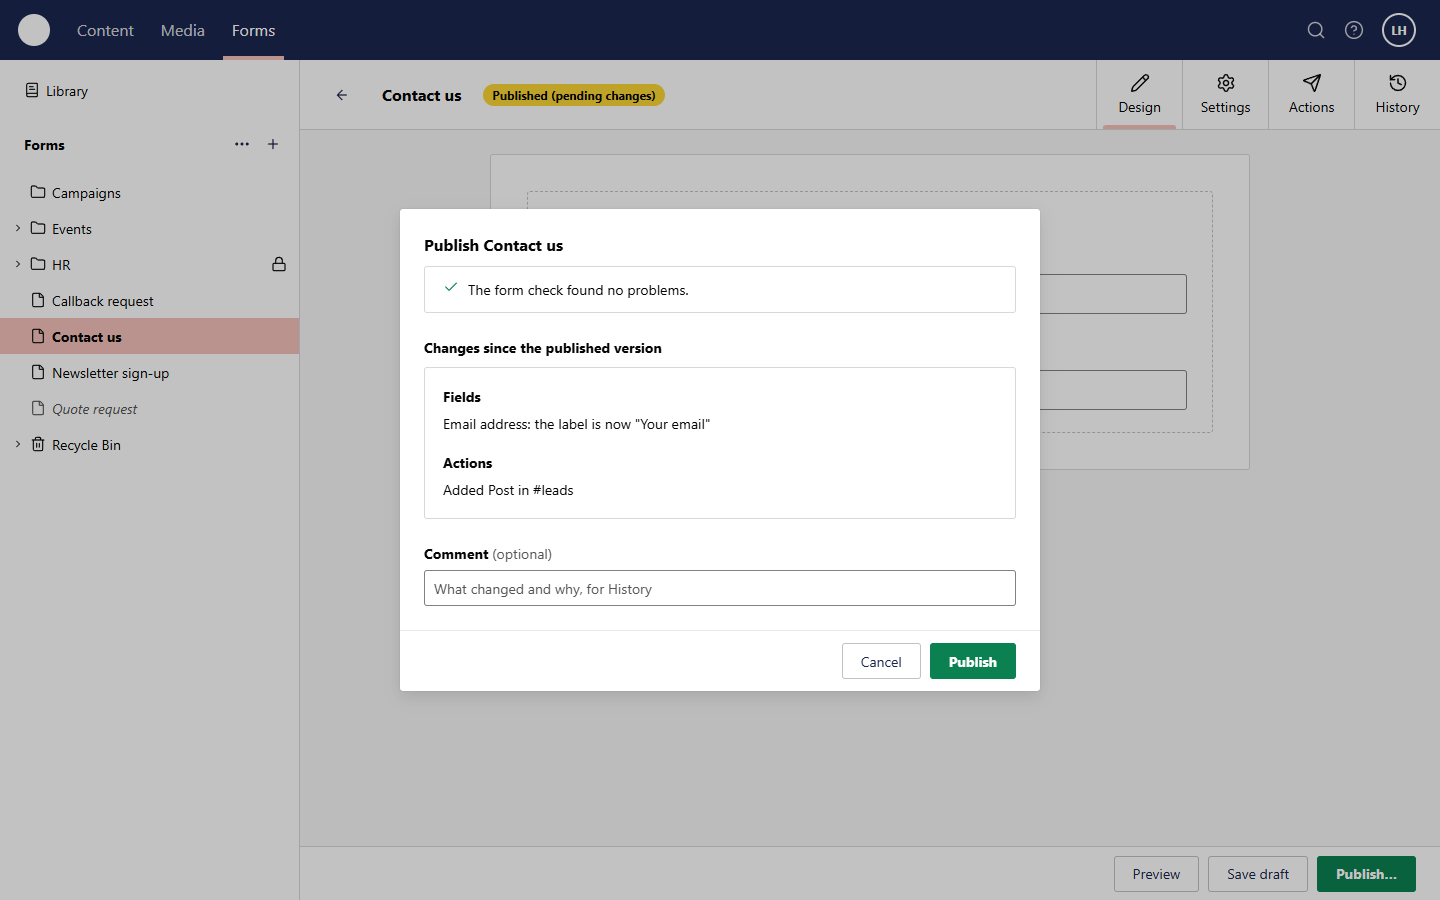 Content
Media
Forms
LH
Library
Contact us
Published (pending changes)
Design
Settings
Actions
History
Forms
Campaigns
Events
HR
Callback request
Contact us
Newsletter sign-up
Quote request
Recycle Bin
Publish Contact us
The form check found no problems.
Changes since the published version
Fields
Email address: the label is now "Your email"
Actions
Added Post in #leads
Comment (optional)
What changed and why, for History
Cancel
Publish
Preview
Save draft
Publish...